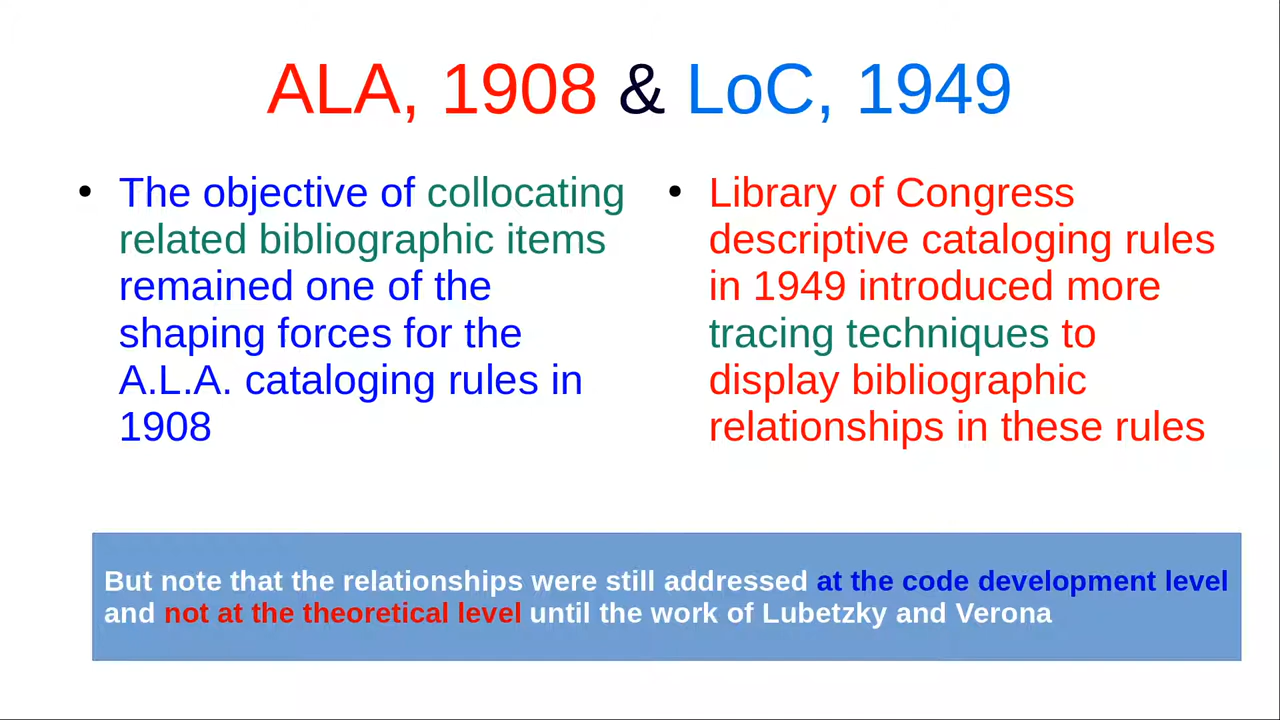 ALA, 1908 & LoC, 1949
• The objective of collocating
related bibliographic items
remained one of the
shaping forces for the
A.L.A. cataloging rules in
1908
• Library of Congress
descriptive cataloging rules
in 1949 introduced more
tracing techniques to
display bibliographic
relationships in these rules
But note that the relationships were still addressed at the code development level
and not at the theoretical level until the work of Lubetzky and Verona